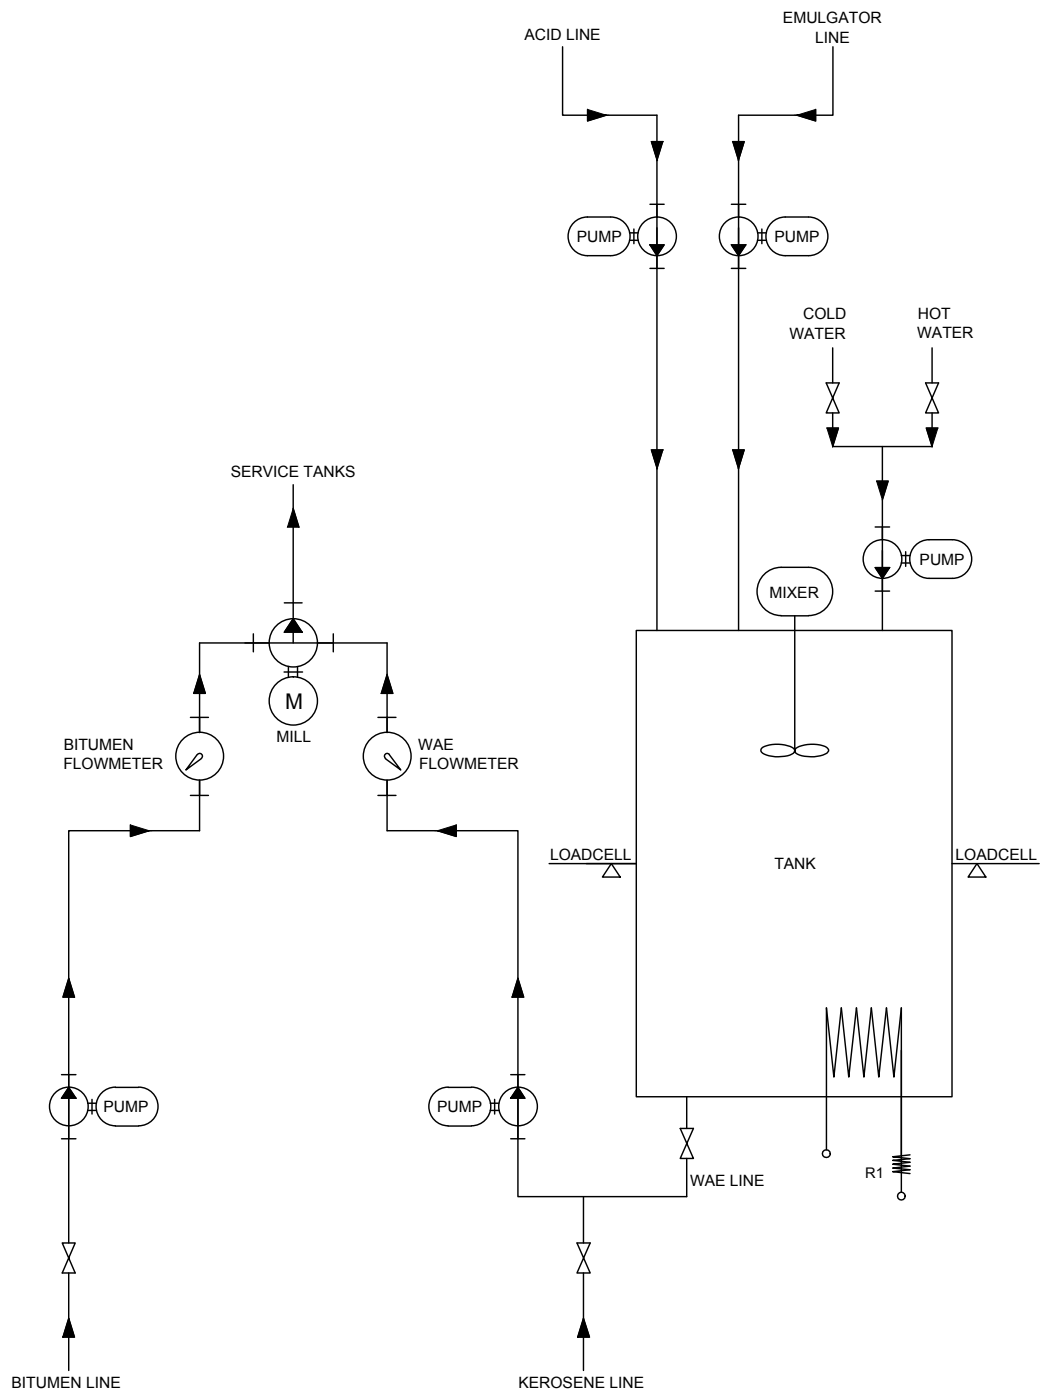 EMULGATOR
LINE
ACID LINE
PUMP
PUMP
COLD
WATER
HOT
WATER
SERVICE TANKS
PUMP
MIXER
M
MILL
BITUMEN
FLOWMETER
WAE
FLOWMETER
LOADCELL
TANK
LOADCELL
PUMP
PUMP
R1
WAE LINE
BITUMEN LINE
KEROSENE LINE